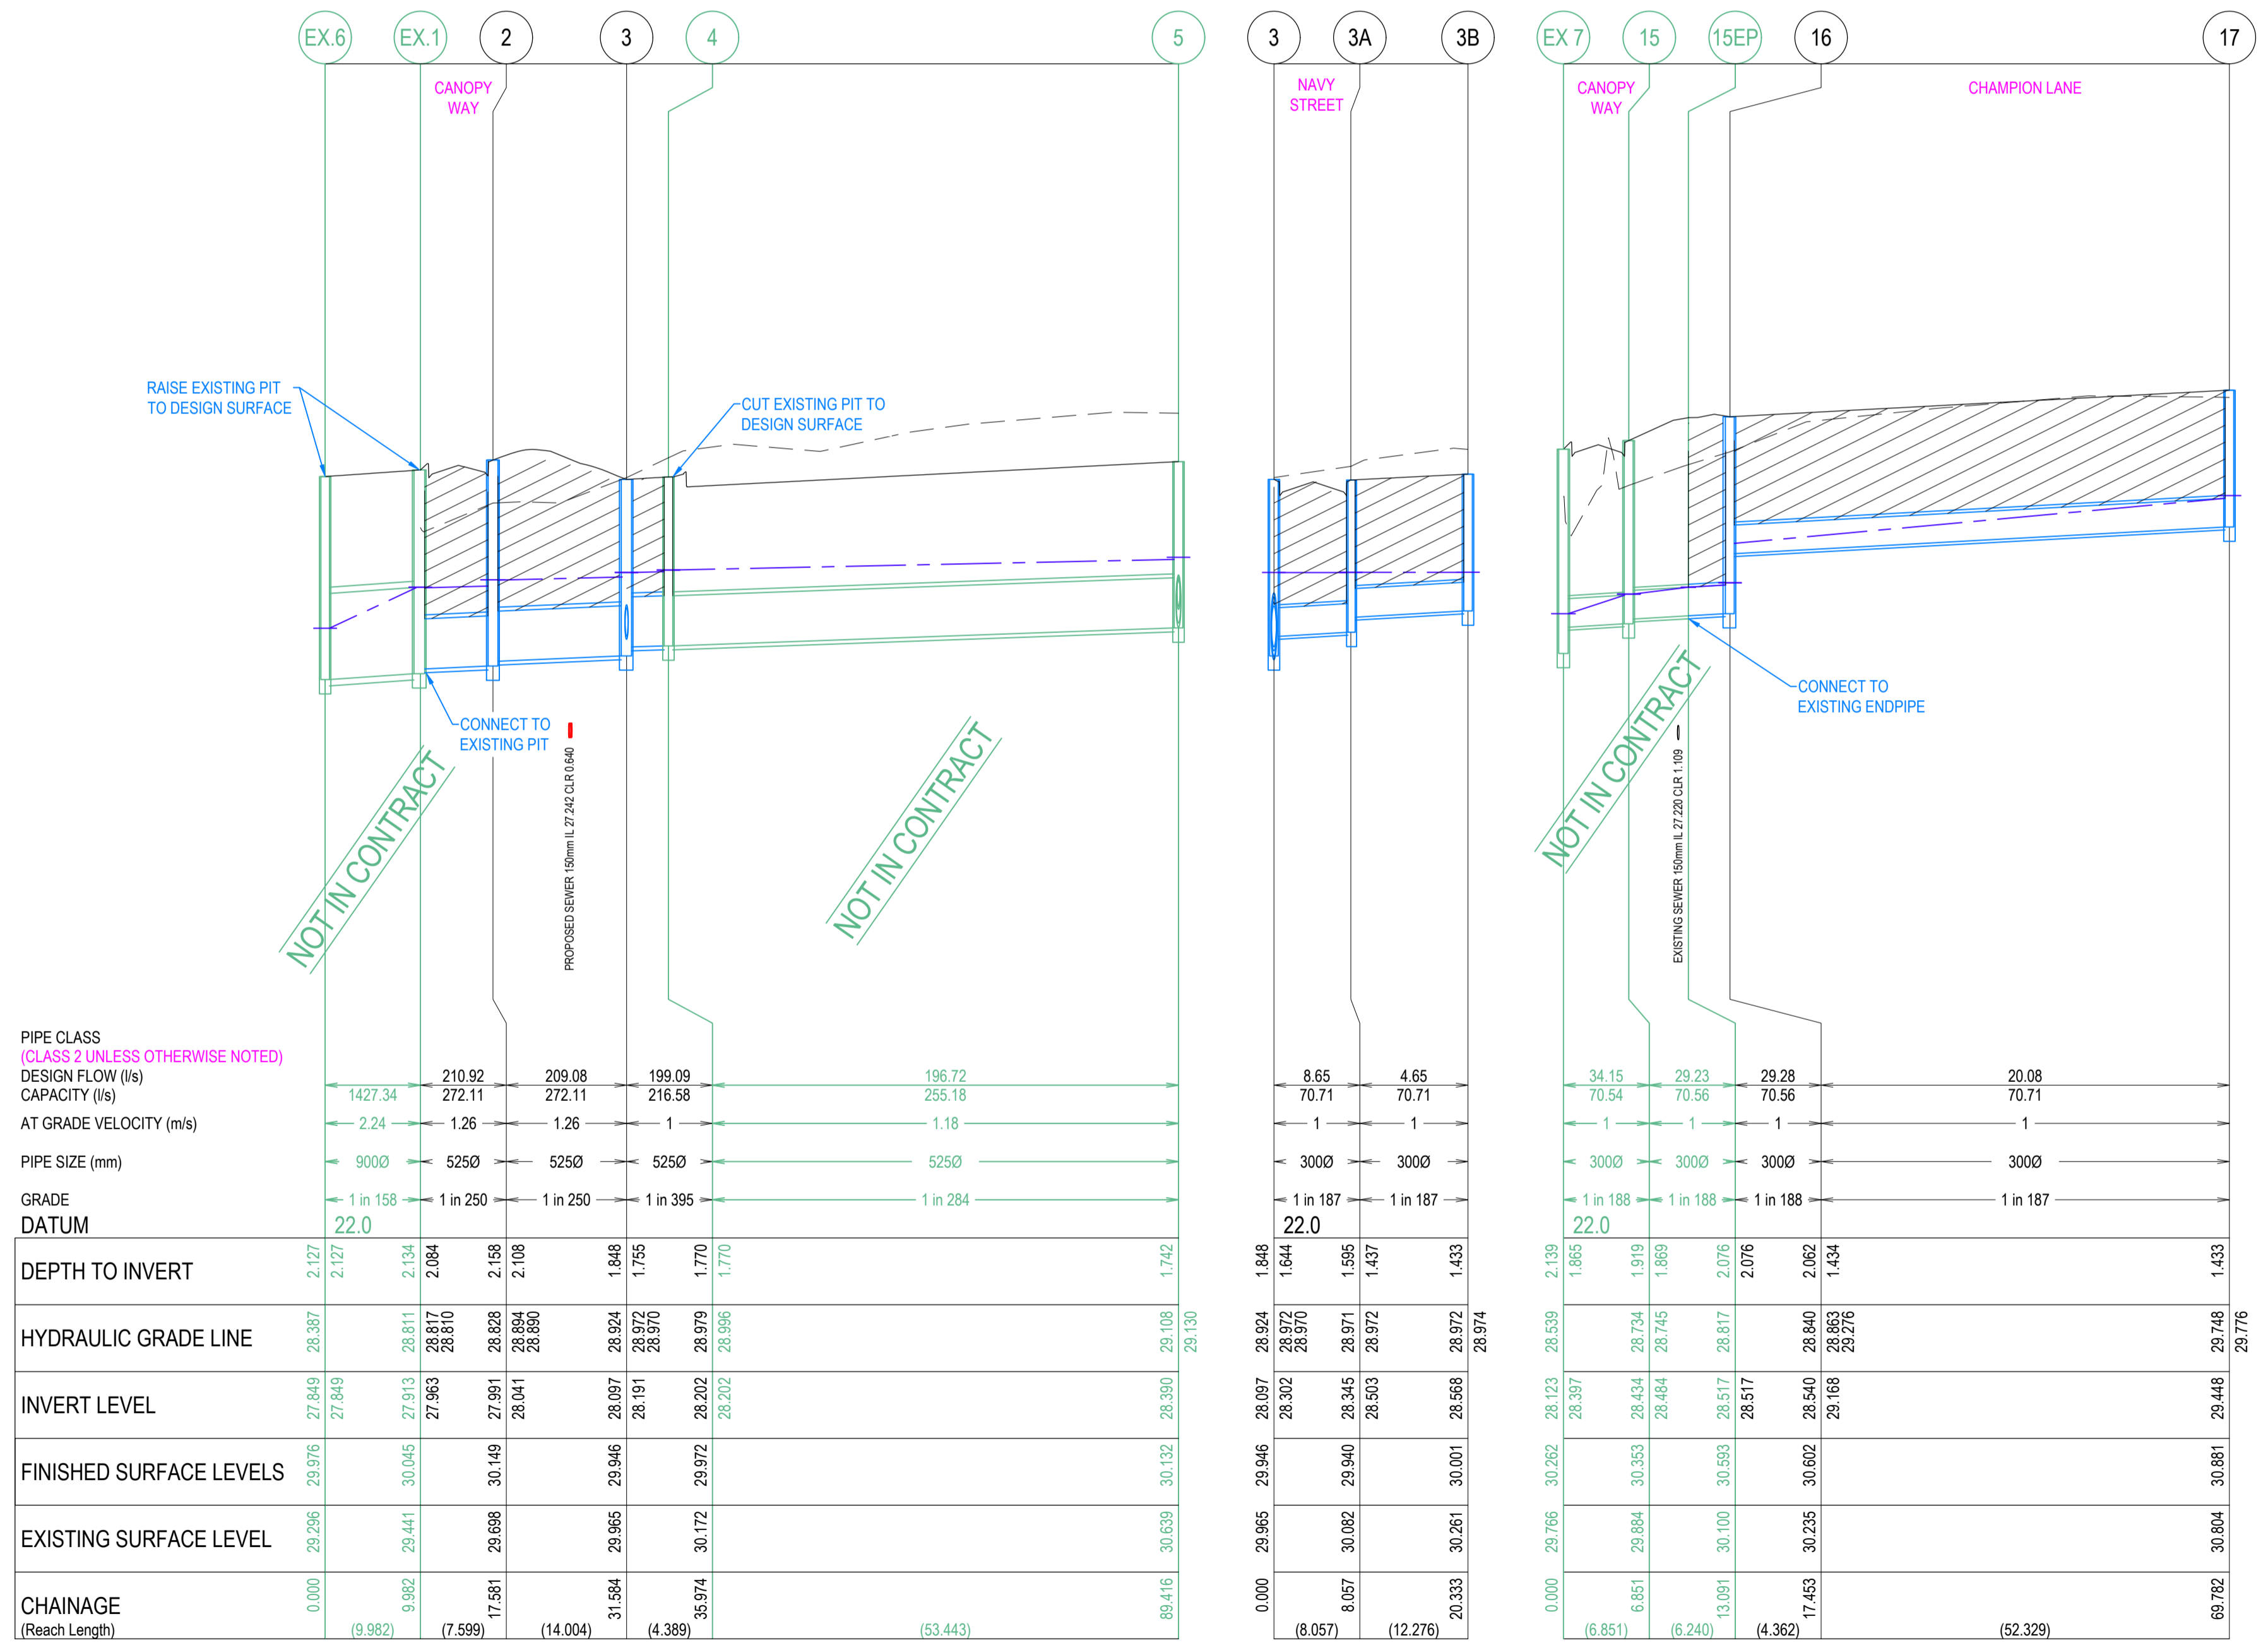 EX.6 EX.1 2 3 4 5 3 3A 3B EX 7 15 15EP 16 17
CANOPY
WAY
NAVY
STREET
CANOPY
WAY
CHAMPION LANE
RAISE EXISTING PIT
TO DESIGN SURFACE
CUT EXISTING PIT TO
DESIGN SURFACE
CONNECT TO
EXISTING PIT
CONNECT TO
EXISTING ENDPIPE
NOT IN CONTRACT
PROPOSED SEWER 150mm IL 27.242 CLR 0.640
NOT IN CONTRACT
NOT IN CONTRACT
EXISTING SEWER 150mm IL 27.220 CLR 1.109
PIPE CLASS
(CLASS 2 UNLESS OTHERWISE NOTED)
DESIGN FLOW (l/s) 210.92 209.08 199.09 196.72 8.65 4.65 34.15 29.23 29.28 20.08
CAPACITY (l/s) 1427.34 272.11 272.11 216.58 255.18 70.71 70.71 70.54 70.56 70.56 70.71
AT GRADE VELOCITY (m/s) 2.24 1.26 1.26 1 1.18 1 1 1 1 1 1
PIPE SIZE (mm) 900Ø 525Ø 525Ø 525Ø 525Ø 300Ø 300Ø 300Ø 300Ø 300Ø 300Ø
GRADE 1 in 158 1 in 250 1 in 250 1 in 395 1 in 284 1 in 187 1 in 187 1 in 188 1 in 188 1 in 188 1 in 187
DATUM 22.0 22.0 22.0
DEPTH TO INVERT 2.127 2.127 2.134 2.084 2.158 2.108 1.848 1.755 1.770 1.770 1.742 1.848 1.644 1.595 1.437 1.433 2.139 1.865 1.919 1.869 2.076 2.076 2.062 1.434 1.433
HYDRAULIC GRADE LINE 28.387 28.811 28.817 28.810 28.828 28.894 28.890 28.924 28.972 28.970 28.979 28.996 29.108 29.130 28.924 28.972 28.970 28.971 28.972 28.972 28.974 28.539 28.734 28.745 28.817 28.840 28.863 29.276 29.748 29.776
INVERT LEVEL 27.849 27.849 27.913 27.963 27.991 28.041 28.097 28.191 28.202 28.202 28.390 28.097 28.302 28.345 28.503 28.568 28.123 28.397 28.434 28.484 28.517 28.517 28.540 29.168 29.448
FINISHED SURFACE LEVELS 29.976 30.045 30.149 29.946 29.972 30.132 29.946 29.940 30.001 30.262 30.353 30.593 30.602 30.881
EXISTING SURFACE LEVEL 29.296 29.441 29.698 29.965 30.172 30.639 29.965 30.082 30.261 29.766 29.884 30.100 30.235 30.804
CHAINAGE 0.000 9.982 17.581 31.584 35.974 89.416 0.000 8.057 20.333 0.000 6.851 13.091 17.453 69.782
(Reach Length) (9.982) (7.599) (14.004) (4.389) (53.443) (8.057) (12.276) (6.851) (6.240) (4.362) (52.329)